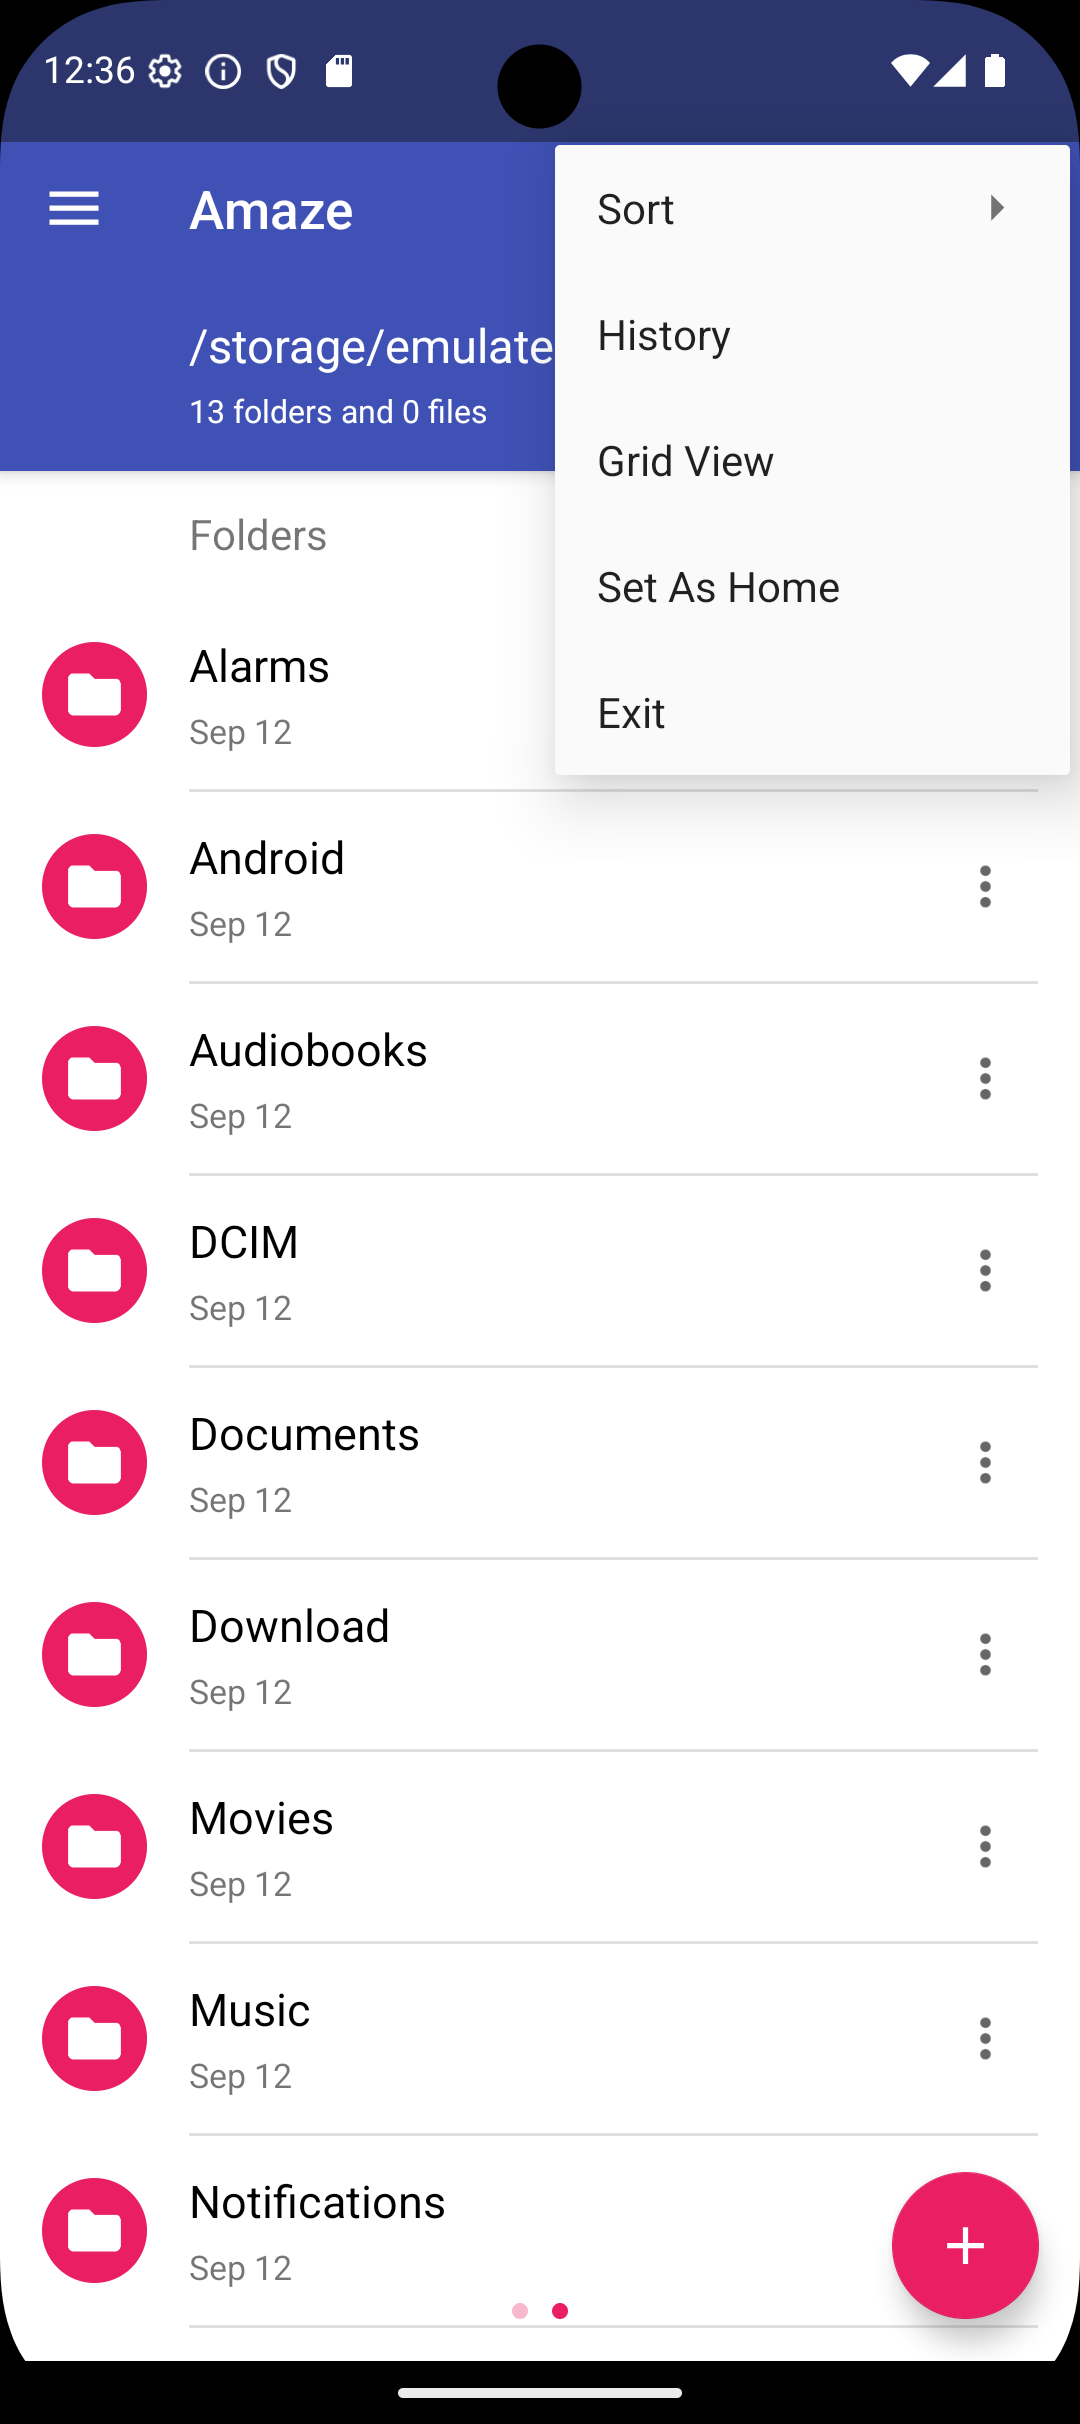 12:36
Amaze
/storage/emulate
13 folders and 0 files
Sort
History
Grid View
Set As Home
Exit
Folders
Alarms
Sep 12
Android
Sep 12
Audiobooks
Sep 12
DCIM
Sep 12
Documents
Sep 12
Download
Sep 12
Movies
Sep 12
Music
Sep 12
Notifications
Sep 12